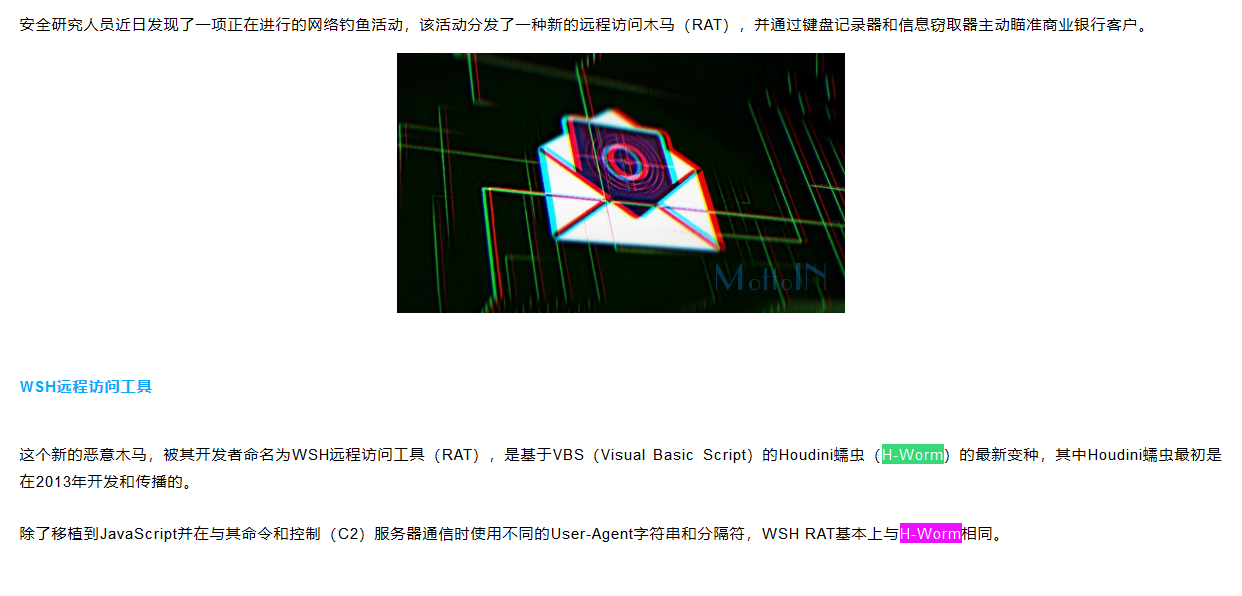 安全研究人员近日发现了一项正在进行的网络钓鱼活动，该活动分发了一种新的远程访问木马（RAT），并通过键盘记录器和信息窃取器主动瞄准商业银行客户。
MottoIN
WSH远程访问工具
这个新的恶意木马，被其开发者命名为WSH远程访问工具（RAT），是基于VBS（Visual Basic Script）的Houdini蠕虫（H-Worm）的最新变种，其中Houdini蠕虫最初是
在2013年开发和传播的。
除了移植到JavaScript并在与其命令和控制（C2）服务器通信时使用不同的User-Agent字符串和分隔符，WSH RAT基本上与H-Worm相同。